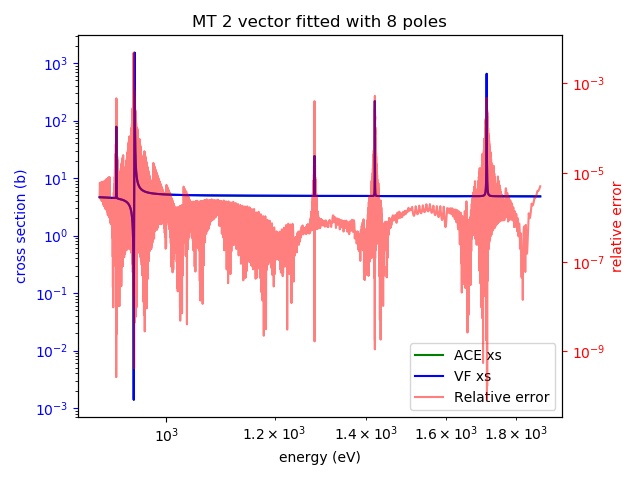 MT 2 vector fitted with 8 poles
cross section (b)
10³
10²
10¹
10⁰
10⁻¹
10⁻²
10⁻³
10⁻³
10⁻⁵
10⁻⁷
10⁻⁹
relative error
ACE xs
VF xs
Relative error
10³
1.2 × 10³
1.4 × 10³
1.6 × 10³
1.8 × 10³
energy (eV)